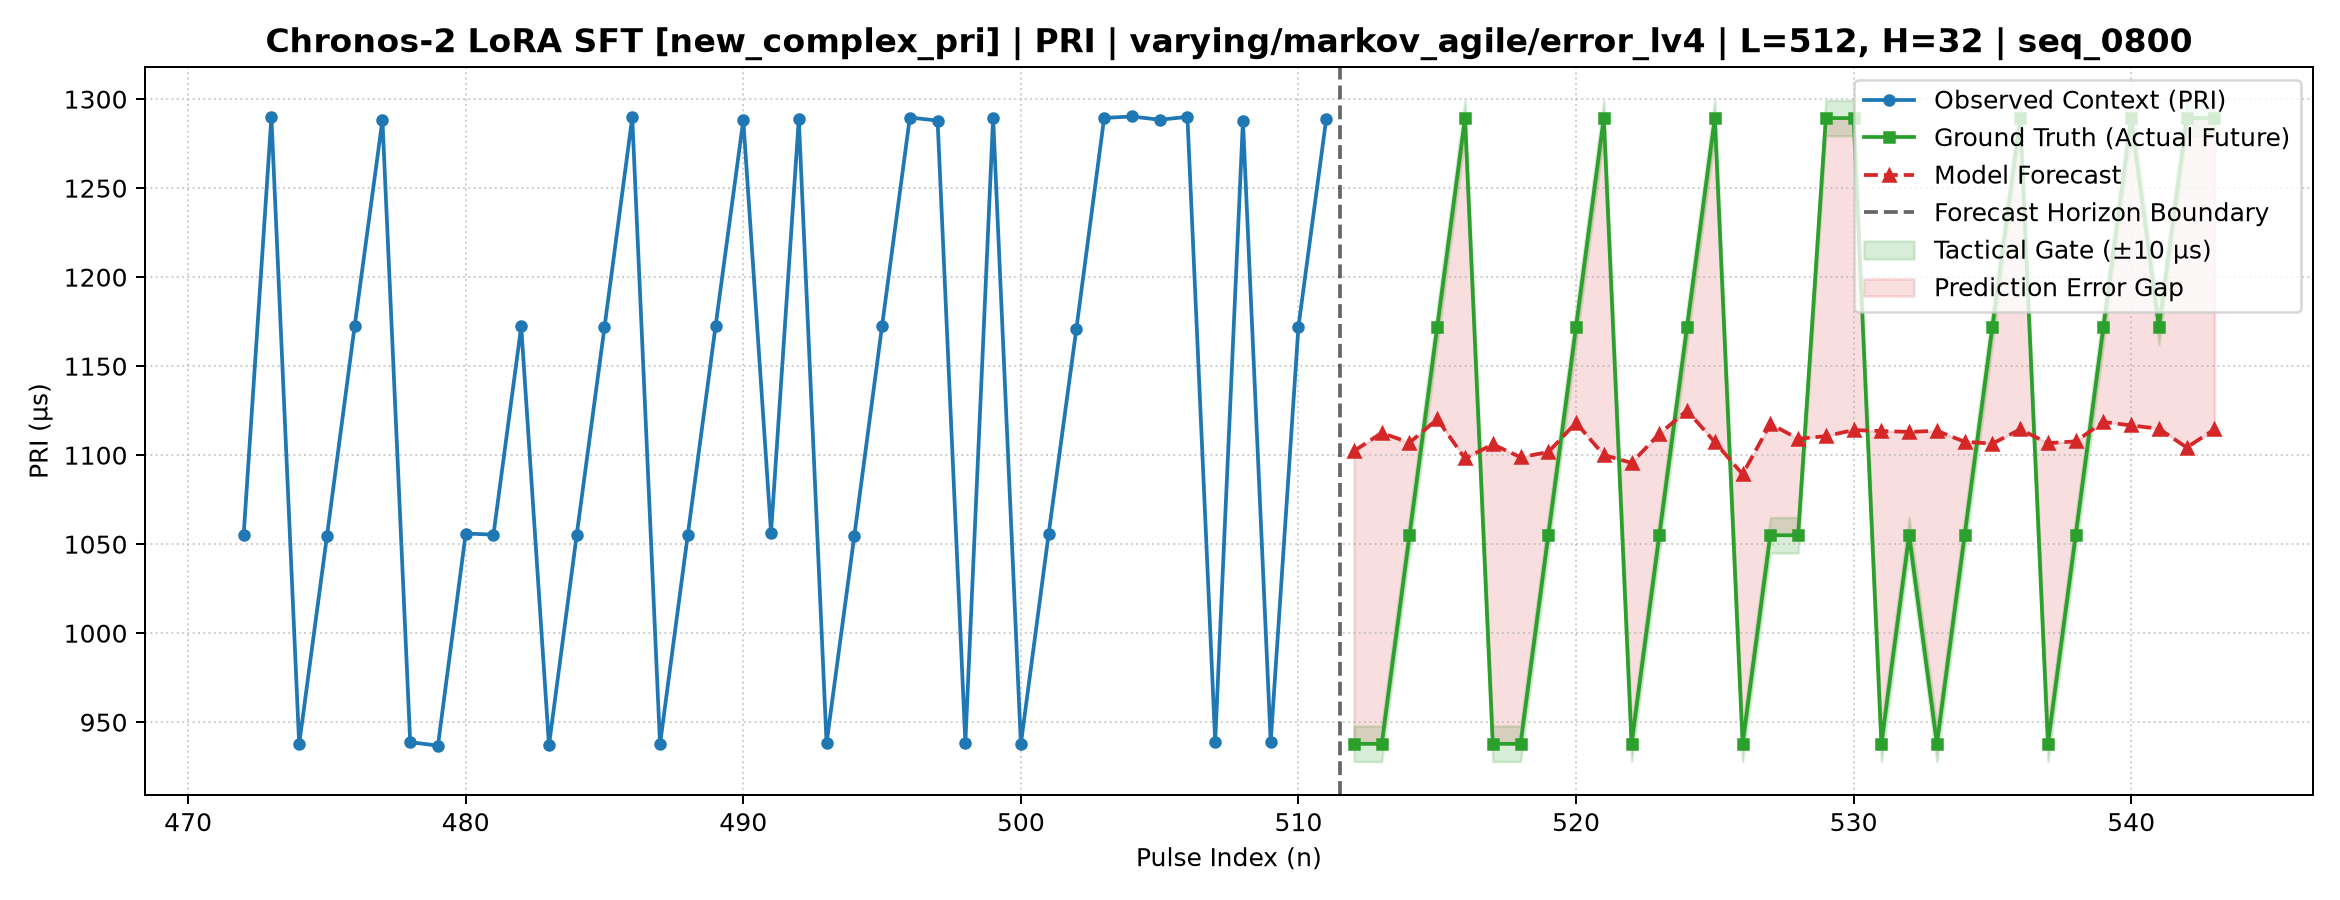 Chronos-2 LoRA SFT [new_complex_pri] | PRI | varying/markov_agile/error_lv4 | L=512, H=32 | seq_0800
PRI (µs)
1300
1250
1200
1150
1100
1050
1000
950
Observed Context (PRI)
Ground Truth (Actual Future)
Model Forecast
Forecast Horizon Boundary
Tactical Gate (±10 µs)
Prediction Error Gap
470 480 490 500 510 520 530 540
Pulse Index (n)